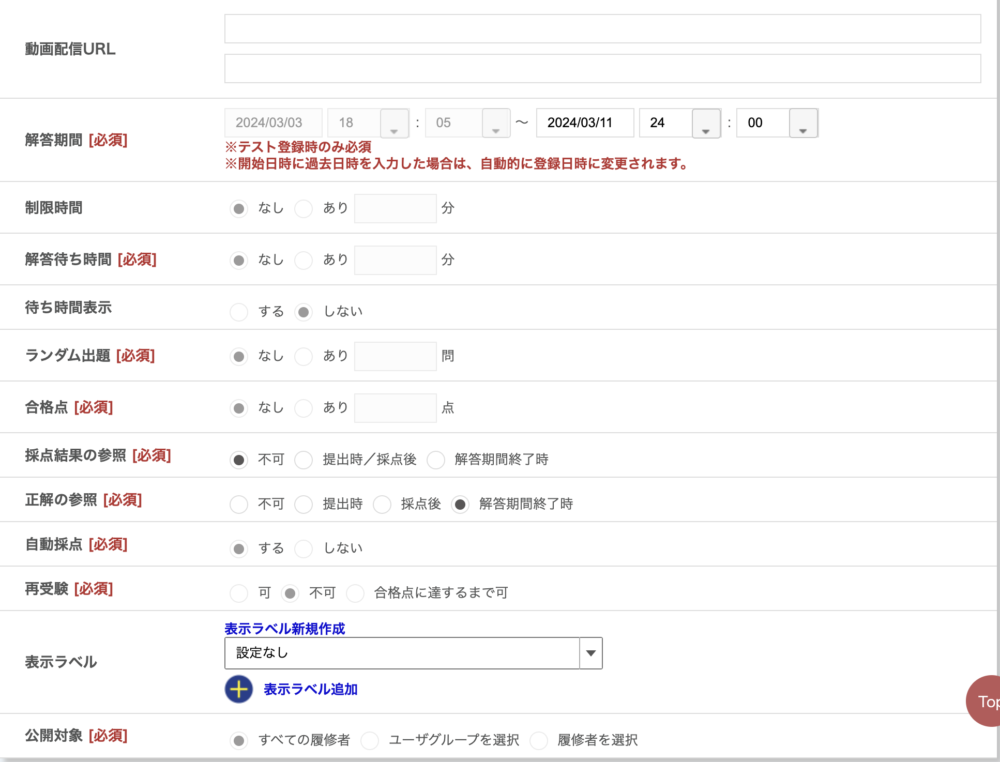 動画配信URL
解答期間 [必須] 2024/03/03 18 : 05 ～ 2024/03/11 24 : 00
※テスト登録時のみ必須
※開始日時に過去日時を入力した場合は、自動的に登録日時に変更されます。
制限時間 なし あり 分
解答待ち時間 [必須] なし あり 分
待ち時間表示 する しない
ランダム出題 [必須] なし あり 問
合格点 [必須] なし あり 点
採点結果の参照 [必須] 不可 提出時／採点後 解答期間終了時
正解の参照 [必須] 不可 提出時 採点後 解答期間終了時
自動採点 [必須] する しない
再受験 [必須] 可 不可 合格点に達するまで可
表示ラベル新規作成
表示ラベル 設定なし
表示ラベル追加
Top
公開対象 [必須] すべての履修者 ユーザグループを選択 履修者を選択